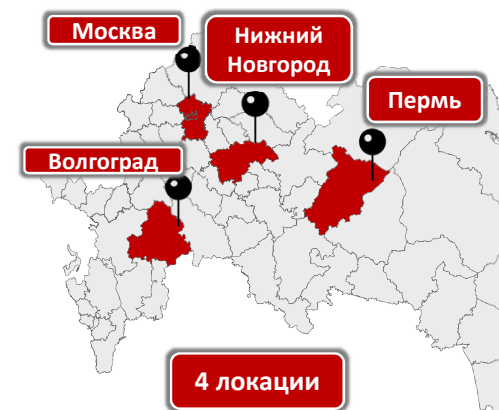 Москва
Нижний
Новгород
Пермь
Волгоград
4 локации